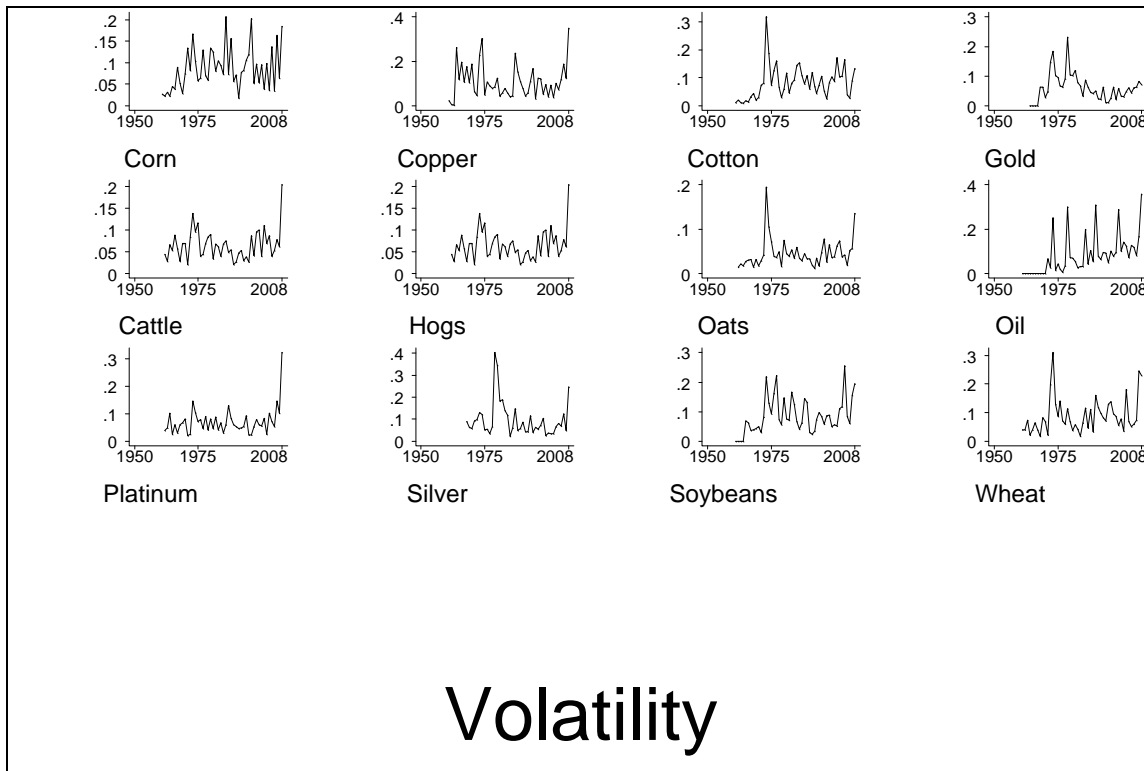 .2 .4 .3 .3
.15 .2 .2 .2
.1 .1 .1
.05
0 0 0 0
1950 1975 2008 1950 1975 2008 1950 1975 2008 1950 1975 2008
Corn Copper Cotton Gold
.2 .2 .2 .4
.15 .15
.1 .1 .1 .2
.05 .05
0 0 0 0
1950 1975 2008 1950 1975 2008 1950 1975 2008 1950 1975 2008
Cattle Hogs Oats Oil
.3 .4 .3 .3
.2 .3 .2 .2
.1 .2 .1 .1
.1
0 0 0 0
1950 1975 2008 1950 1975 2008 1950 1975 2008 1950 1975 2008
Platinum Silver Soybeans Wheat
Volatility